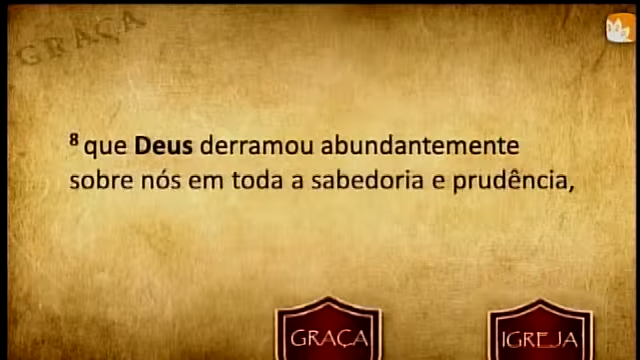 GRAÇA
⁸ que Deus derramou abundantemente
sobre nós em toda a sabedoria e prudência,
GRAÇA
IGREJA